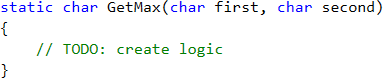 static char GetMax(char first, char second)
{
    // TODO: create logic
}